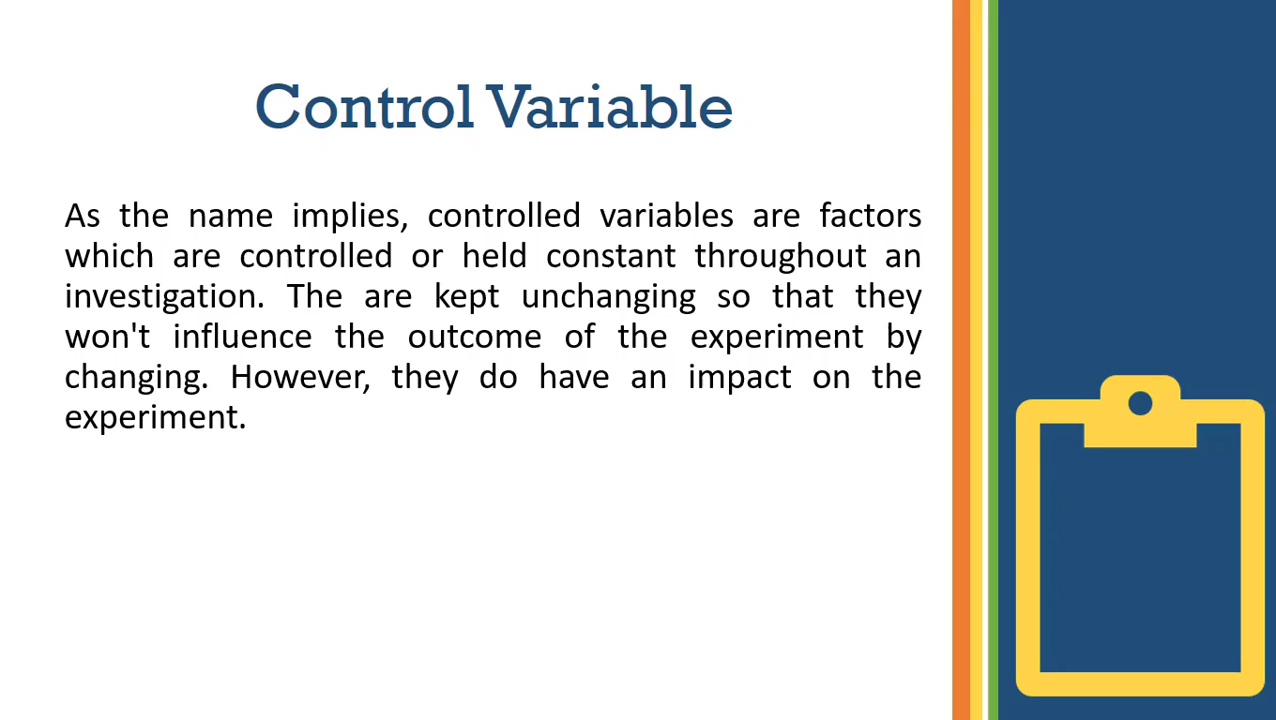 Control Variable
As the name implies, controlled variables are factors
which are controlled or held constant throughout an
investigation. The are kept unchanging so that they
won't influence the outcome of the experiment by
changing. However, they do have an impact on the
experiment.